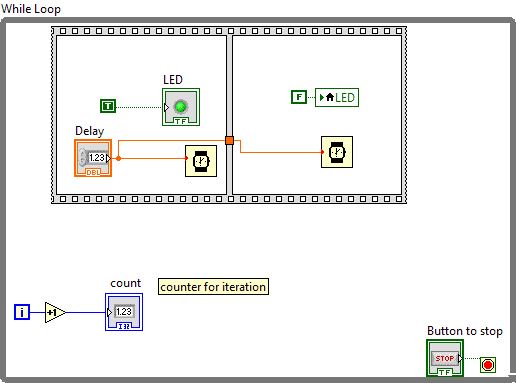 While Loop
LED
T
TF
F
LED
Delay
1.23
DBL
count
counter for iteration
i
+1
1.23
I32
Button to stop
STOP
TF